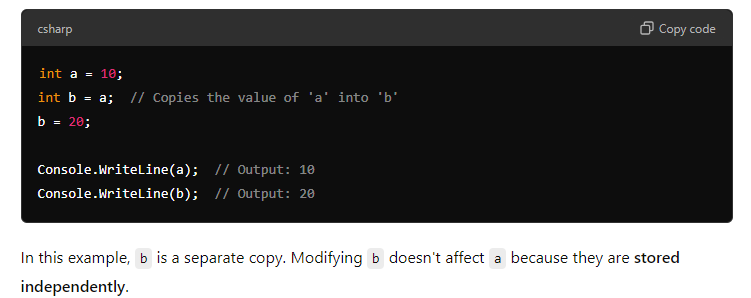 csharp
Copy code
int a = 10;
int b = a;  // Copies the value of 'a' into 'b'
b = 20;
Console.WriteLine(a);  // Output: 10
Console.WriteLine(b);  // Output: 20
In this example, b is a separate copy. Modifying b doesn't affect a because they are stored
independently.